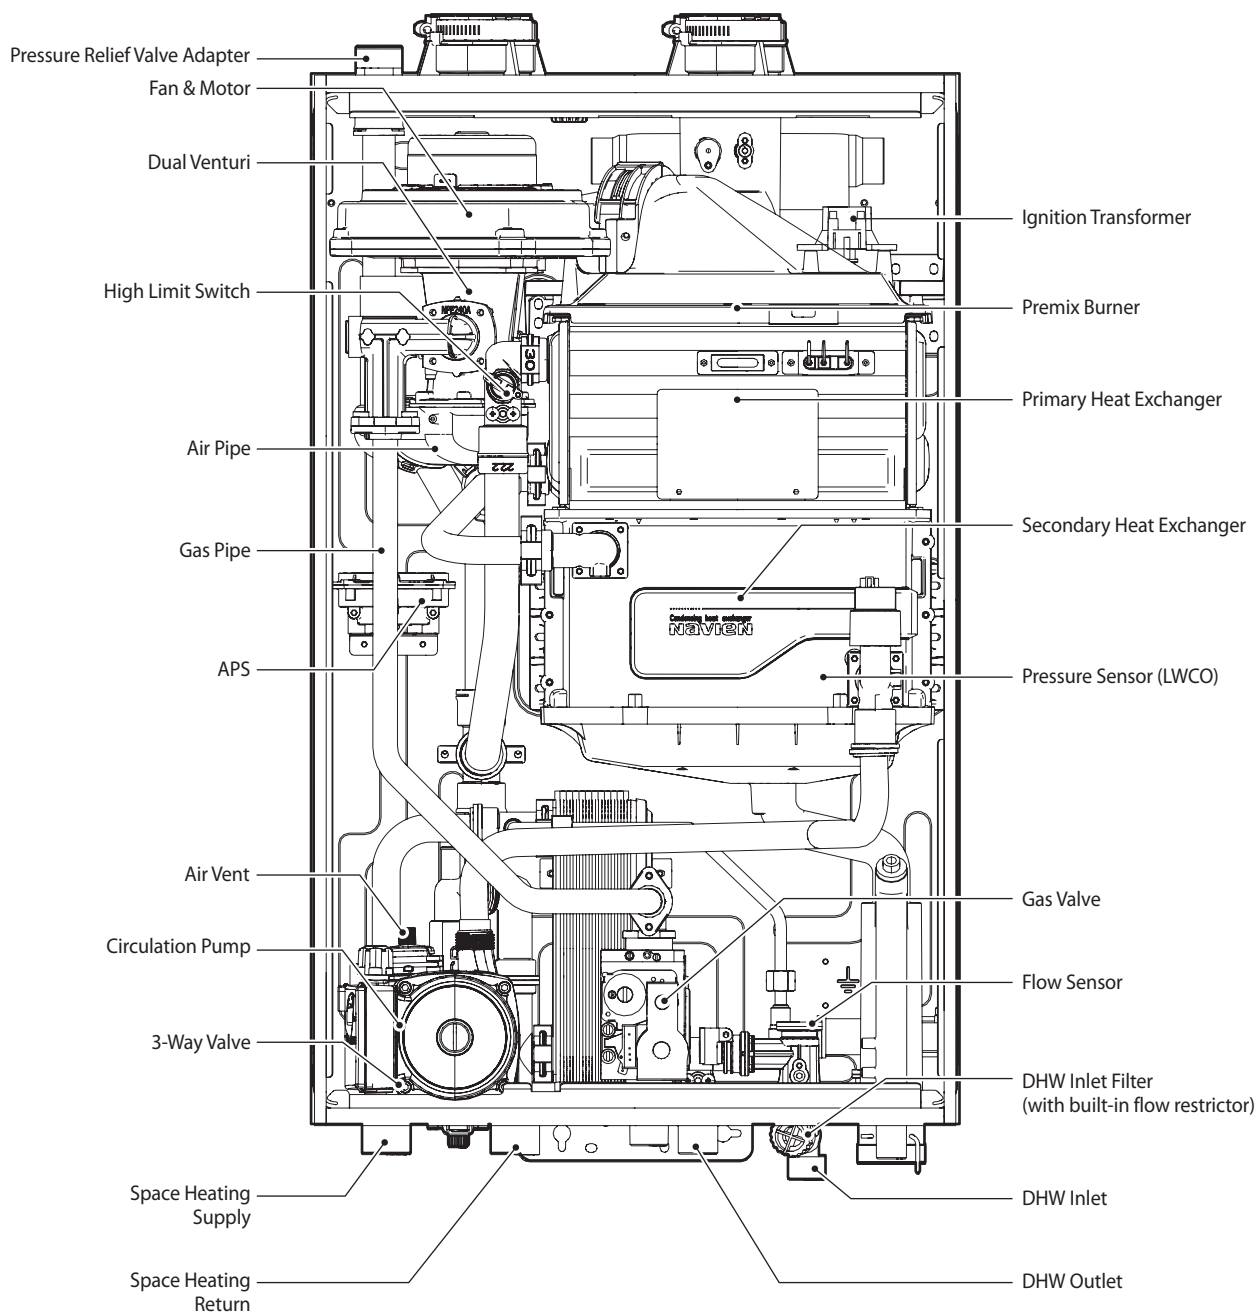 Pressure Relief Valve Adapter
Fan & Motor
Dual Venturi
High Limit Switch
Air Pipe
Gas Pipe
APS
Air Vent
Circulation Pump
3-Way Valve
Space Heating
Supply
Space Heating
Return
30
222
Condensing heat exchanger
NAVIEN
Ignition Transformer
Premix Burner
Primary Heat Exchanger
Secondary Heat Exchanger
Pressure Sensor (LWCO)
Gas Valve
Flow Sensor
DHW Inlet Filter
(with built-in flow restrictor)
DHW Inlet
DHW Outlet